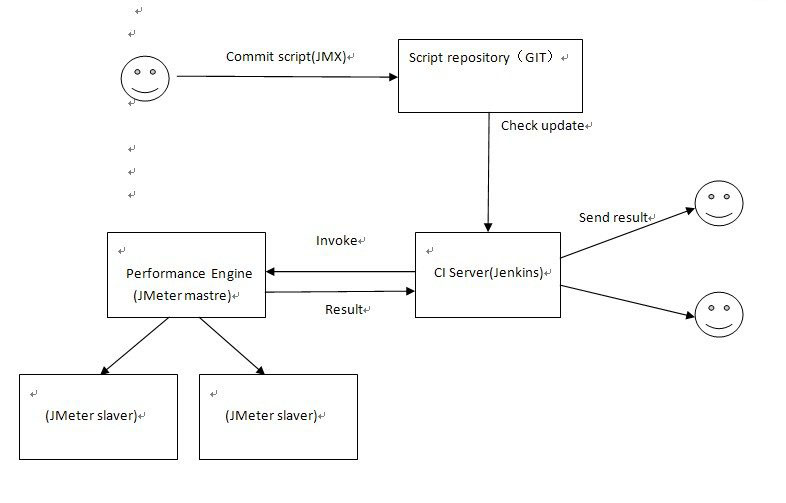 Commit script(JMX)
Script repository（GIT）
Check update
Send result
Invoke
Performance Engine
(JMeter mastre)
CI Server(Jenkins)
Result
(JMeter slaver)
(JMeter slaver)